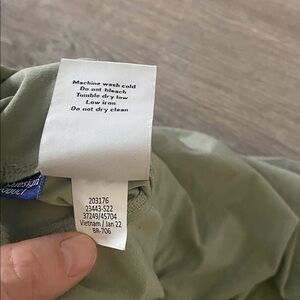 Machine wash cold
Do not bleach
Tumble dry low
Low iron
Do not dry clean
203176
23443-S22
37249/45704
Vietnam / Jan 22
BR-706